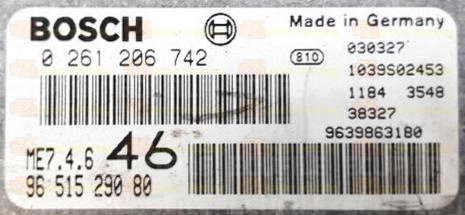 BOSCH
Made in Germany
0 261 206 742
810
030327
1039S02453
1184 3548
38327
9639863180
ME7.4.6 46
96 515 290 80